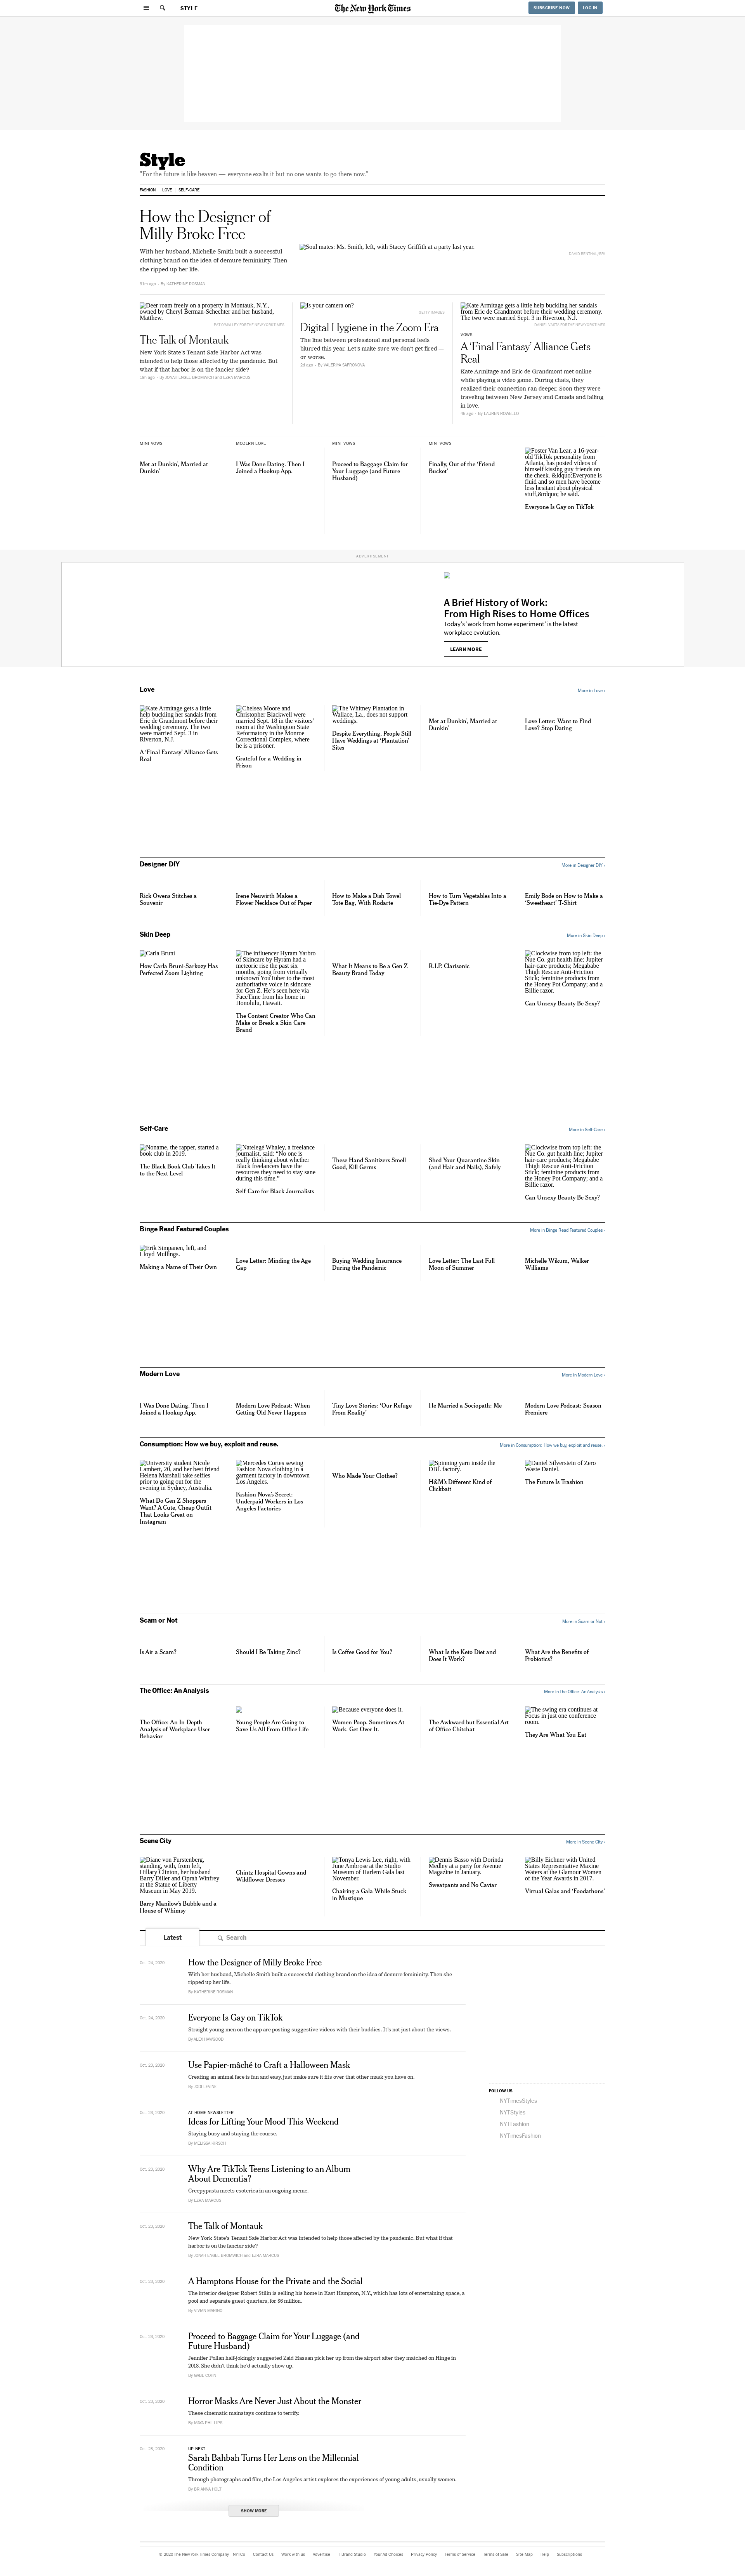 STYLE
The New York Times
SUBSCRIBE NOW
LOG IN
Style
"For the future is like heaven — everyone exalts it but no one wants to go there now."
FASHION
LOVE
SELF-CARE
How the Designer of
Milly Broke Free
With her husband, Michelle Smith built a successful
clothing brand on the idea of demure femininity. Then
she ripped up her life.
By KATHERINE ROSMAN
Soul mates: Ms. Smith, left, with Stacey Griffith at a party last year.
Deer roam freely on a property in Montauk, N.Y.,
owned by Cheryl Berman-Schechter and her husband,
Matthew.
The Talk of Montauk
New York State's Tenant Safe Harbor Act was
intended to help those affected by the pandemic. But
what if that harbor is on the fancier side?
By JONAH ENGEL BROMWICH and EZRA MARCUS
Is your camera on?
GETTY IMAGES
Digital Hygiene in the Zoom Era
The line between professional and personal feels
blurry this year. Let's make sure we don't get fired —
or worse.
By VALERIYA SAFRONOVA
Kate Armitage gets a little help buckling her sandals
from Eric de Grandmont before their wedding ceremony.
The two were married Sept. 3 in Riverton, N.J.
VOWS
A 'Final Fantasy' Alliance Gets
Real
Kate Armitage and Eric de Grandmont met online
while playing a video game. During chats, they
realized their connection ran deeper. Soon they were
traveling between New Jersey and Canada and falling
in love.
MINI-VOWS
Met at Dunkin', Married at
Dunkin'
MODERN LOVE
I Was Done Dating. Then I
Joined a Hookup App.
MINI-VOWS
Proceed to Baggage Claim for
Your Luggage (and Future
Husband)
MINI-VOWS
Finally, Out of the 'Friend
Bucket'
Foster Van Lear, a 16-year-
old TikTok personality from
Atlanta, has posted videos of
himself kissing guy friends on
the cheek. &ldquo;Everyone is
fluid and so men have become
less hesitant about physical
stuff,&rdquo; he said.
Everyone Is Gay on TikTok
ADVERTISEMENT
A Brief History of Work:
From High Rises to Home Offices
Today's 'work from home experiment' is the latest
workplace evolution.
LEARN MORE
Love
More in Love ›
Kate Armitage gets a little
help buckling her sandals from
Eric de Grandmont before their
wedding ceremony. The two
were married Sept. 3 in
Riverton, N.J.
A 'Final Fantasy' Alliance Gets
Real
Chelsea Moore and
Christopher Blackwell were
married Sept. 18 in the visitors'
room at the Washington State
Reformatory in the Monroe
Correctional Complex, where
he is a prisoner.
Grateful for a Wedding in
Prison
The Whitney Plantation in
Wallace, La., does not support
weddings.
Despite Everything, People Still
Have Weddings at 'Plantation'
Sites
Met at Dunkin', Married at
Dunkin'
Love Letter: Want to Find
Love? Stop Dating
Designer DIY
More in Designer DIY ›
Rick Owens Stitches a
Souvenir
Irene Neuwirth Makes a
Flower Necklace Out of Paper
How to Make a Dish Towel
Tote Bag, With Rodarte
How to Turn Vegetables Into a
Tie-Dye Pattern
Emily Bode on How to Make a
'Sweetheart' T-Shirt
Skin Deep
More in Skin Deep ›
Carla Bruni
How Carla Bruni-Sarkozy Has
Perfected Zoom Lighting
The influencer Hyram Yarbro
of Skincare by Hyram had a
meteoric rise the past six
months, going from virtually
unknown YouTuber to the most
authoritative voice in skincare
for Gen Z. He's seen here via
FaceTime from his home in
Honolulu, Hawaii.
The Content Creator Who Can
Make or Break a Skin Care
Brand
What It Means to Be a Gen Z
Beauty Brand Today
R.I.P. Clarisonic
Clockwise from top left: the
Nue Co. gut health line; Jupiter
hair-care products; Megababe
Thigh Rescue Anti-Friction
Stick; feminine products from
the Honey Pot Company; and a
Billie razor.
Can Unsexy Beauty Be Sexy?
Self-Care
More in Self-Care ›
Noname, the rapper, started a
book club in 2019.
The Black Book Club Takes It
to the Next Level
Natelegé Whaley, a freelance
journalist, said: "No one is
really thinking about whether
Black freelancers have the
resources they need to stay sane
during this time."
Self-Care for Black Journalists
These Hand Sanitizers Smell
Good, Kill Germs
Shed Your Quarantine Skin
(and Hair and Nails), Safely
Clockwise from top left: the
Nue Co. gut health line; Jupiter
hair-care products; Megababe
Thigh Rescue Anti-Friction
Stick; feminine products from
the Honey Pot Company; and a
Billie razor.
Can Unsexy Beauty Be Sexy?
Binge Read Featured Couples
More in Binge Read Featured Couples ›
Erik Simpanen, left, and
Lloyd Mullings.
Making a Name of Their Own
Love Letter: Minding the Age
Gap
Buying Wedding Insurance
During the Pandemic
Love Letter: The Last Full
Moon of Summer
Michelle Wikum, Walker
Williams
Modern Love
More in Modern Love ›
I Was Done Dating. Then I
Joined a Hookup App.
Modern Love Podcast: When
Getting Old Never Happens
Tiny Love Stories: 'Our Refuge
From Reality'
He Married a Sociopath: Me
Modern Love Podcast: Season
Premiere
Consumption: How we buy, exploit and reuse.
More in Consumption: How we buy, exploit and reuse. ›
University student Nicole
Lambert, 20, and her best friend
Helena Marshall take selfies
prior to going out for the
evening in Sydney, Australia.
What Do Gen Z Shoppers
Want? A Cute, Cheap Outfit
That Looks Great on
Instagram
Mercedes Cortes sewing
Fashion Nova clothing in a
garment factory in downtown
Los Angeles.
Fashion Nova's Secret:
Underpaid Workers in Los
Angeles Factories
Who Made Your Clothes?
Spinning yarn inside the
DBL factory.
H&M's Different Kind of
Clickbait
Daniel Silverstein of Zero
Waste Daniel.
The Future Is Trashion
Scam or Not
More in Scam or Not ›
Is Air a Scam?
Should I Be Taking Zinc?
Is Coffee Good for You?
What Is the Keto Diet and
Does It Work?
What Are the Benefits of
Probiotics?
The Office: An Analysis
More in The Office: An Analysis ›
The Office: An In-Depth
Analysis of Workplace User
Behavior
Young People Are Going to
Save Us All From Office Life
Because everyone does it.
Women Poop. Sometimes At
Work. Get Over It.
The Awkward but Essential Art
of Office Chitchat
The swing era continues at
Focus in just one conference
room.
They Are What You Eat
Scene City
More in Scene City ›
Diane von Furstenberg,
standing, with, from left,
Hillary Clinton, her husband
Barry Diller and Oprah Winfrey
at the Statue of Liberty
Museum in May 2019.
Barry Manilow's Bubble and a
House of Whimsy
Chintz Hospital Gowns and
Wildflower Dresses
Tonya Lewis Lee, right, with
June Ambrose at the Studio
Museum of Harlem Gala last
November.
Chairing a Gala While Stuck
in Mustique
Dennis Basso with Dorinda
Medley at a party for Avenue
Magazine in January.
Sweatpants and No Caviar
Billy Eichner with United
States Representative Maxine
Waters at the Glamour Women
of the Year Awards in 2017.
Virtual Galas and 'Foodathons'
Latest
Search
Oct. 24, 2020
How the Designer of Milly Broke Free
With her husband, Michelle Smith built a successful clothing brand on the idea of demure femininity. Then she
ripped up her life.
By KATHERINE ROSMAN
Oct. 24, 2020
Everyone Is Gay on TikTok
Straight young men on the app are posting suggestive videos with their buddies. It's not just about the views.
By ALEX HAWGOOD
Oct. 23, 2020
Use Papier-mâché to Craft a Halloween Mask
Creating an animal face is fun and easy, just make sure it fits over that other mask you have on.
By JUDI LEVINE
Oct. 23, 2020
AT HOME NEWSLETTER
Ideas for Lifting Your Mood This Weekend
Staying busy and staying the course.
By MELISSA KIRSCH
Oct. 23, 2020
Why Are TikTok Teens Listening to an Album
About Dementia?
Creepypasta meets esoterica in an ongoing meme.
By EZRA MARCUS
Oct. 23, 2020
The Talk of Montauk
New York State's Tenant Safe Harbor Act was intended to help those affected by the pandemic. But what if that
harbor is on the fancier side?
By JONAH ENGEL BROMWICH and EZRA MARCUS
Oct. 23, 2020
A Hamptons House for the Private and the Social
The interior designer Robert Stilin is selling his home in East Hampton, N.Y., which has lots of entertaining space, a
pool and separate guest quarters, for $6 million.
By VIVIAN MARINO
Oct. 23, 2020
Proceed to Baggage Claim for Your Luggage (and
Future Husband)
Jennifer Pollan half-jokingly suggested Zaid Hassan pick her up from the airport after they matched on Hinge in
2018. She didn't think he'd actually show up.
By GABE COHN
Oct. 23, 2020
Horror Masks Are Never Just About the Monster
These cinematic mainstays continue to terrify.
By MAYA PHILLIPS
Oct. 23, 2020
UP NEXT
Sarah Bahbah Turns Her Lens on the Millennial
Condition
Through photographs and film, the Los Angeles artist explores the experiences of young adults, usually women.
By BRIANNA HOLT
SHOW MORE
FOLLOW US
NYTimesStyles
NYTStyles
NYTFashion
NYTimesFashion
© 2020 The New York Times Company
NYTCo
Contact Us
Work with us
Advertise
T Brand Studio
Your Ad Choices
Privacy Policy
Terms of Service
Terms of Sale
Site Map
Help
Subscriptions